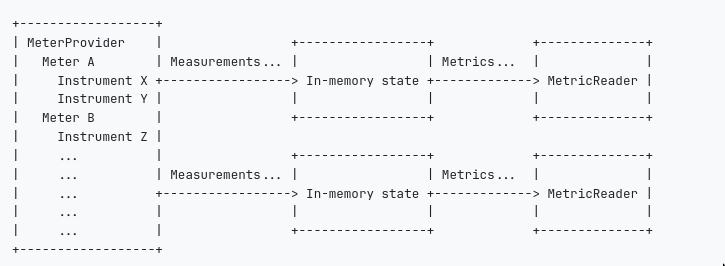 +------------------+
| MeterProvider    |                 +-----------------+             +--------------+
|   Meter A        | Measurements... |                 | Metrics...  |              |
|     Instrument X +-----------------> In-memory state +-------------> MetricReader |
|     Instrument Y |                 |                 |             |              |
|   Meter B        |                 +-----------------+             +--------------+
|     Instrument Z |
|     ...          |                 +-----------------+             +--------------+
|     ...          | Measurements... |                 | Metrics...  |              |
|     ...          +-----------------> In-memory state +-------------> MetricReader |
|     ...          |                 |                 |             |              |
|     ...          |                 +-----------------+             +--------------+
+------------------+